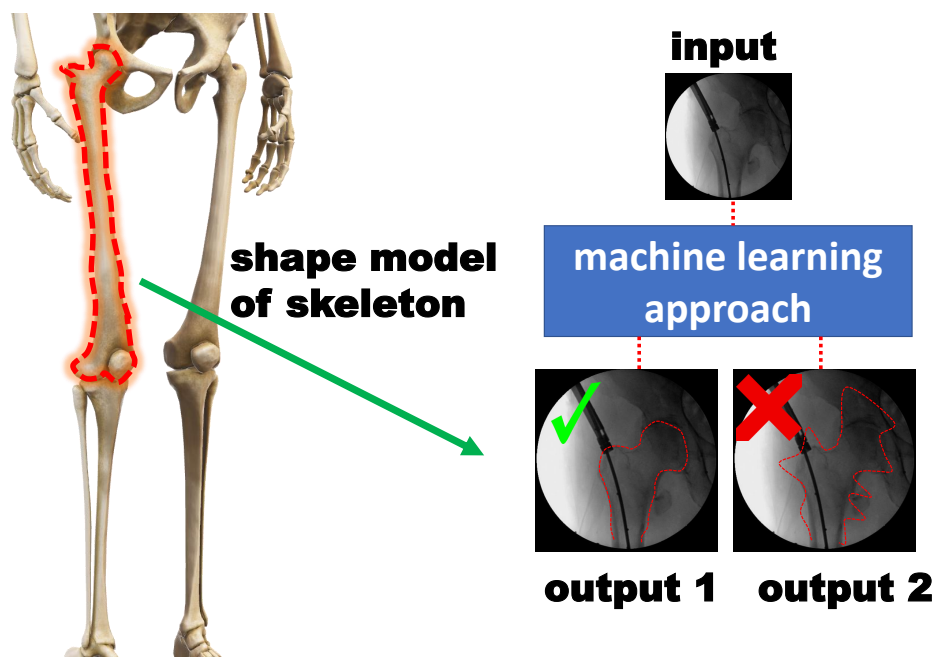 input
shape model
of skeleton
machine learning
approach
output 1
output 2